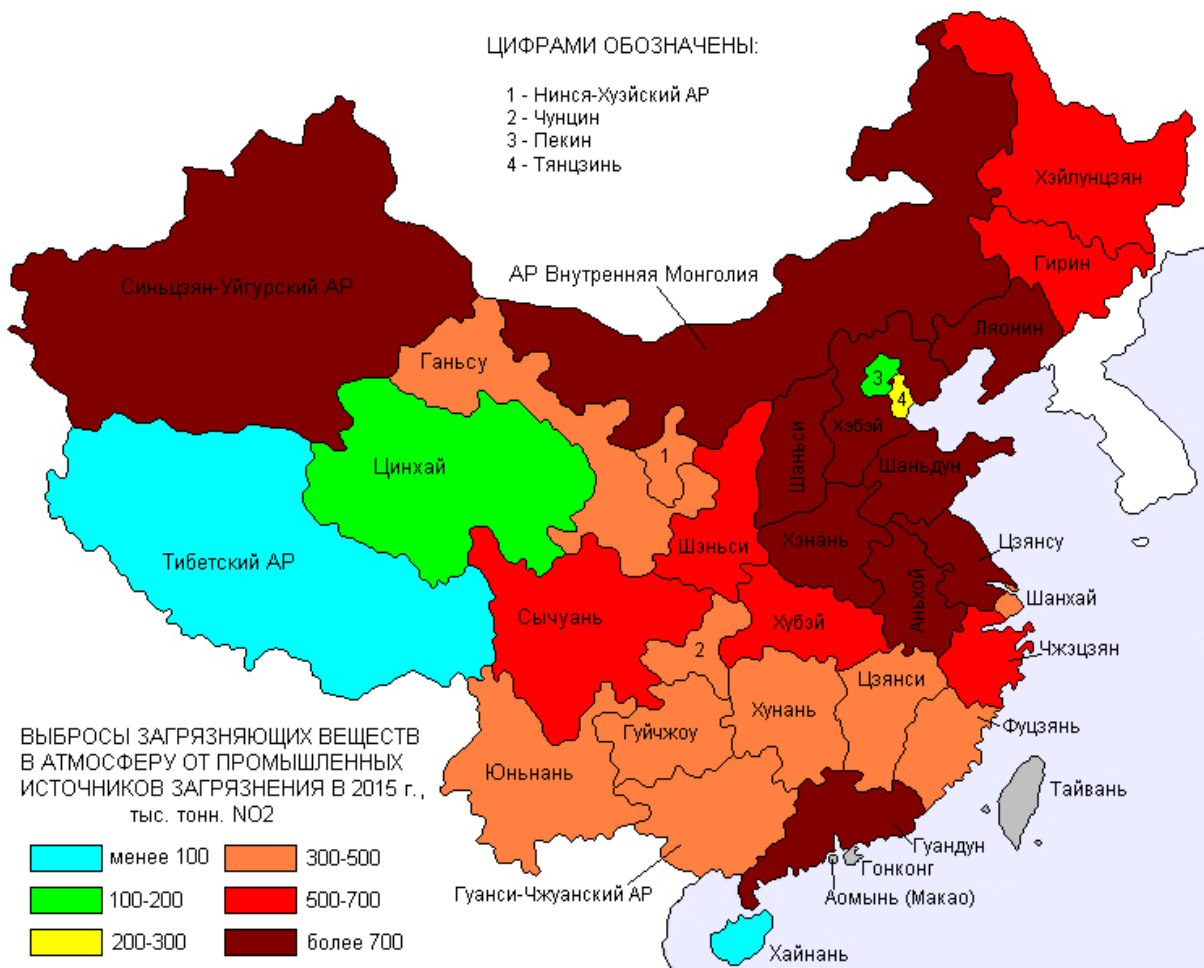 ЦИФРАМИ ОБОЗНАЧЕНЫ:
1 - Нинся-Хуэйский АР
2 - Чунцин
3 - Пекин
4 - Тянцзинь
Хэйлунцзян
Гирин
АР Внутренняя Монголия
Синьцзян-Уйгурский АР
Ляонин
Ганьсу
3
4
Хэбэй
Шаньси
Шаньдун
1
Цинхай
Шэньси
Хэнань
Цзянсу
Тибетский АР
Аньхой
Шанхай
Сычуань
Хубэй
2
Чжэцзян
Цзянси
Хунань
Фуцзянь
Гуйчжоу
Юньнань
Тайвань
Гуандун
Гонконг
Аомынь (Макао)
Гуанси-Чжуанский АР
Хайнань
ВЫБРОСЫ ЗАГРЯЗНЯЮЩИХ ВЕЩЕСТВ
В АТМОСФЕРУ ОТ ПРОМЫШЛЕННЫХ
ИСТОЧНИКОВ ЗАГРЯЗНЕНИЯ В 2015 г.,
тыс. тонн. NO2
менее 100
300-500
100-200
500-700
200-300
более 700